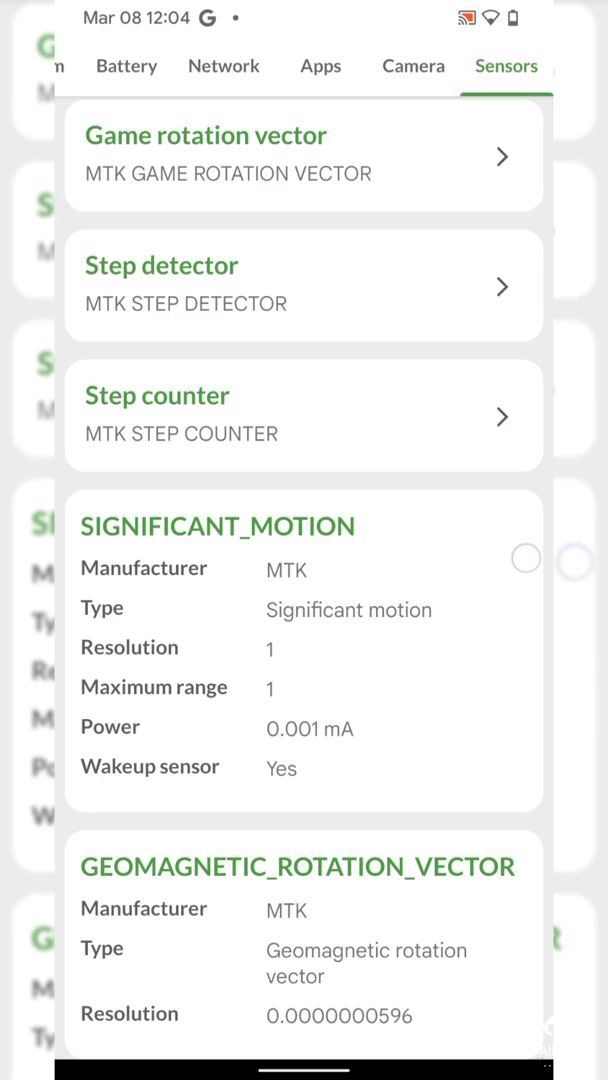 Mar 08 12:04 G
m Battery Network Apps Camera Sensors
Game rotation vector
MTK GAME ROTATION VECTOR
Step detector
MTK STEP DETECTOR
Step counter
MTK STEP COUNTER
SIGNIFICANT_MOTION
Manufacturer MTK
Type Significant motion
Resolution 1
Maximum range 1
Power 0.001 mA
Wakeup sensor Yes
GEOMAGNETIC_ROTATION_VECTOR
Manufacturer MTK
Type Geomagnetic rotation
vector
Resolution 0.0000000596